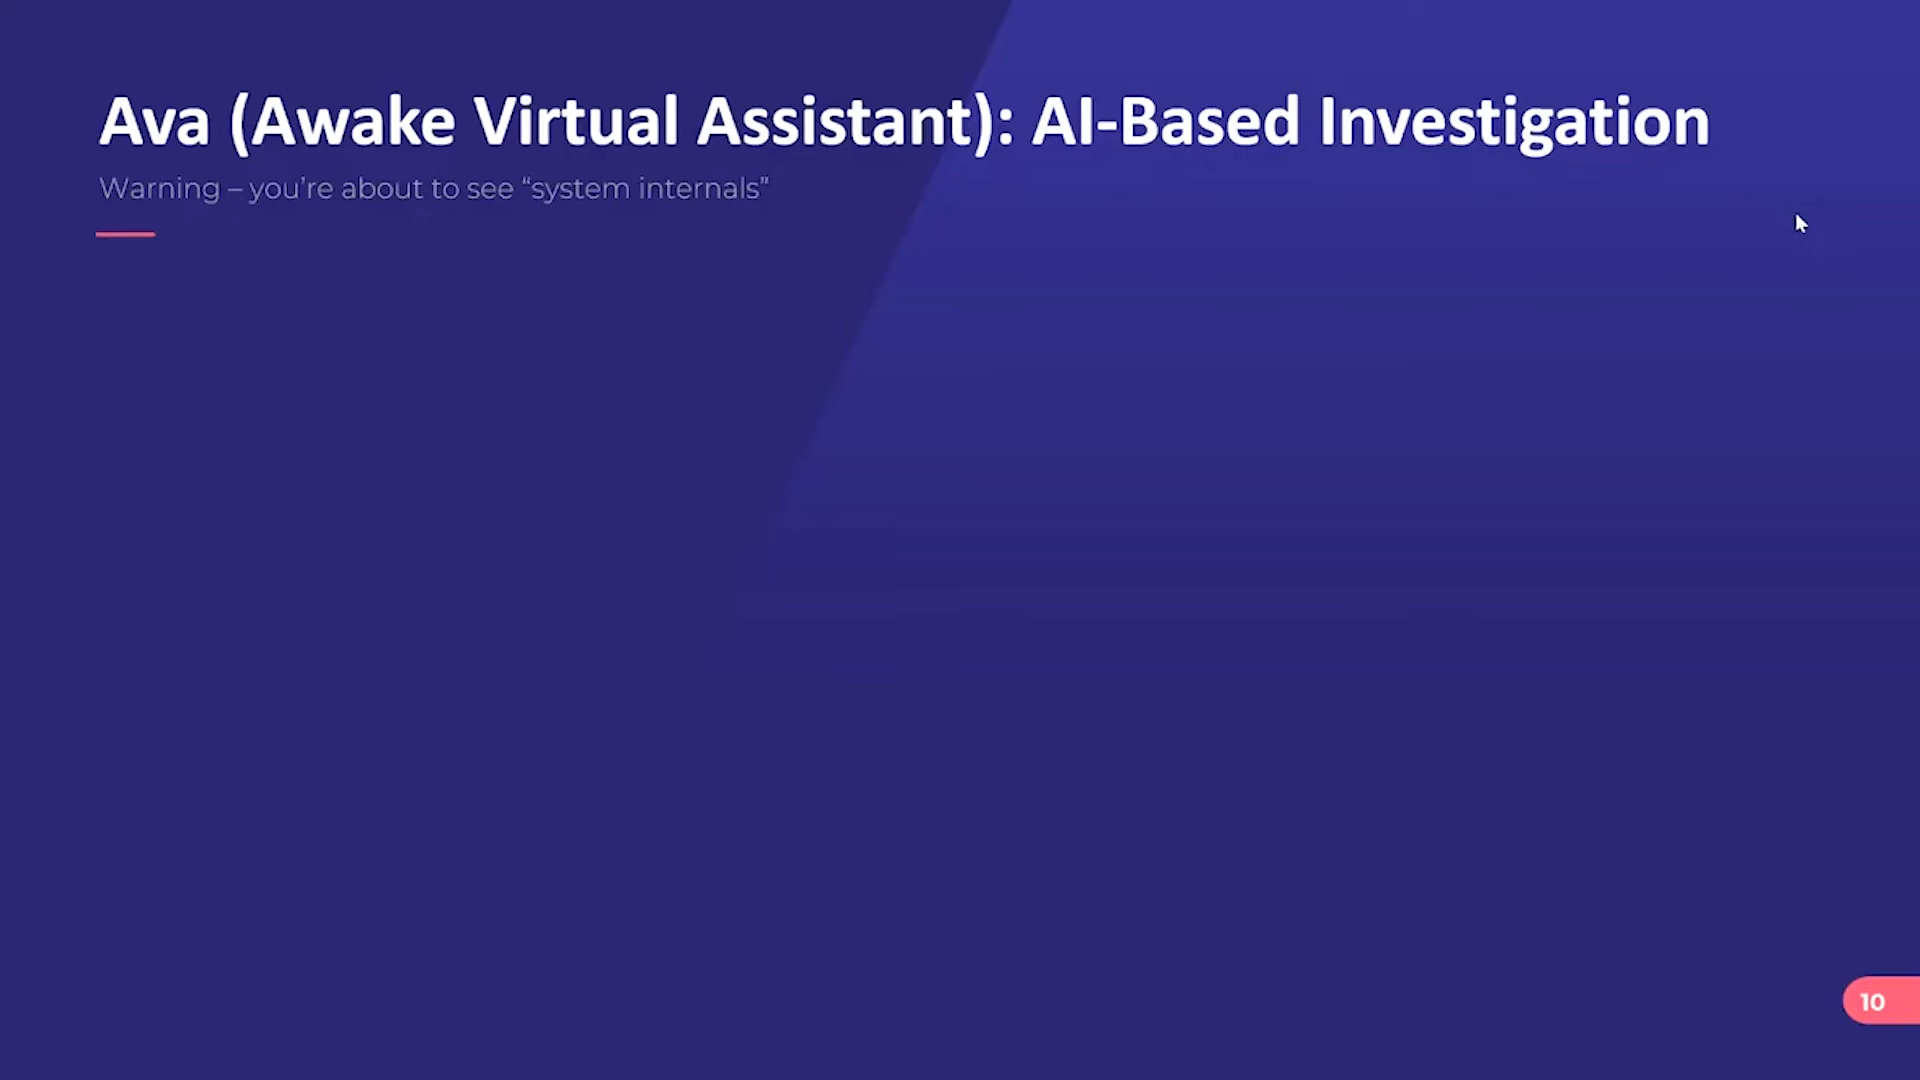 Ava (Awake Virtual Assistant): AI-Based Investigation
Warning – you’re about to see “system internals”
10